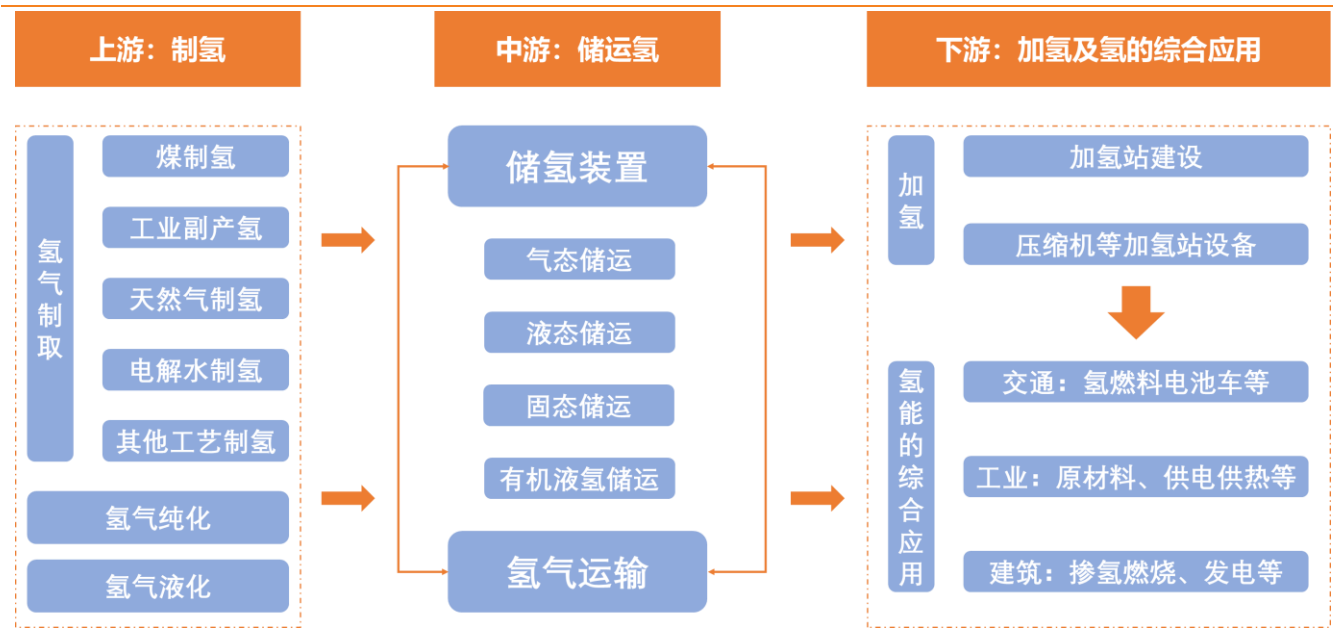 上游：制氢
中游：储运氢
下游：加氢及氢的综合应用
氢气制取
煤制氢
工业副产氢
天然气制氢
电解水制氢
其他工艺制氢
氢气纯化
氢气液化
储氢装置
气态储运
液态储运
固态储运
有机液氢储运
氢气运输
加氢
加氢站建设
压缩机等加氢站设备
氢能的综合应用
交通：氢燃料电池车等
工业：原材料、供电供热等
建筑：掺氢燃烧、发电等